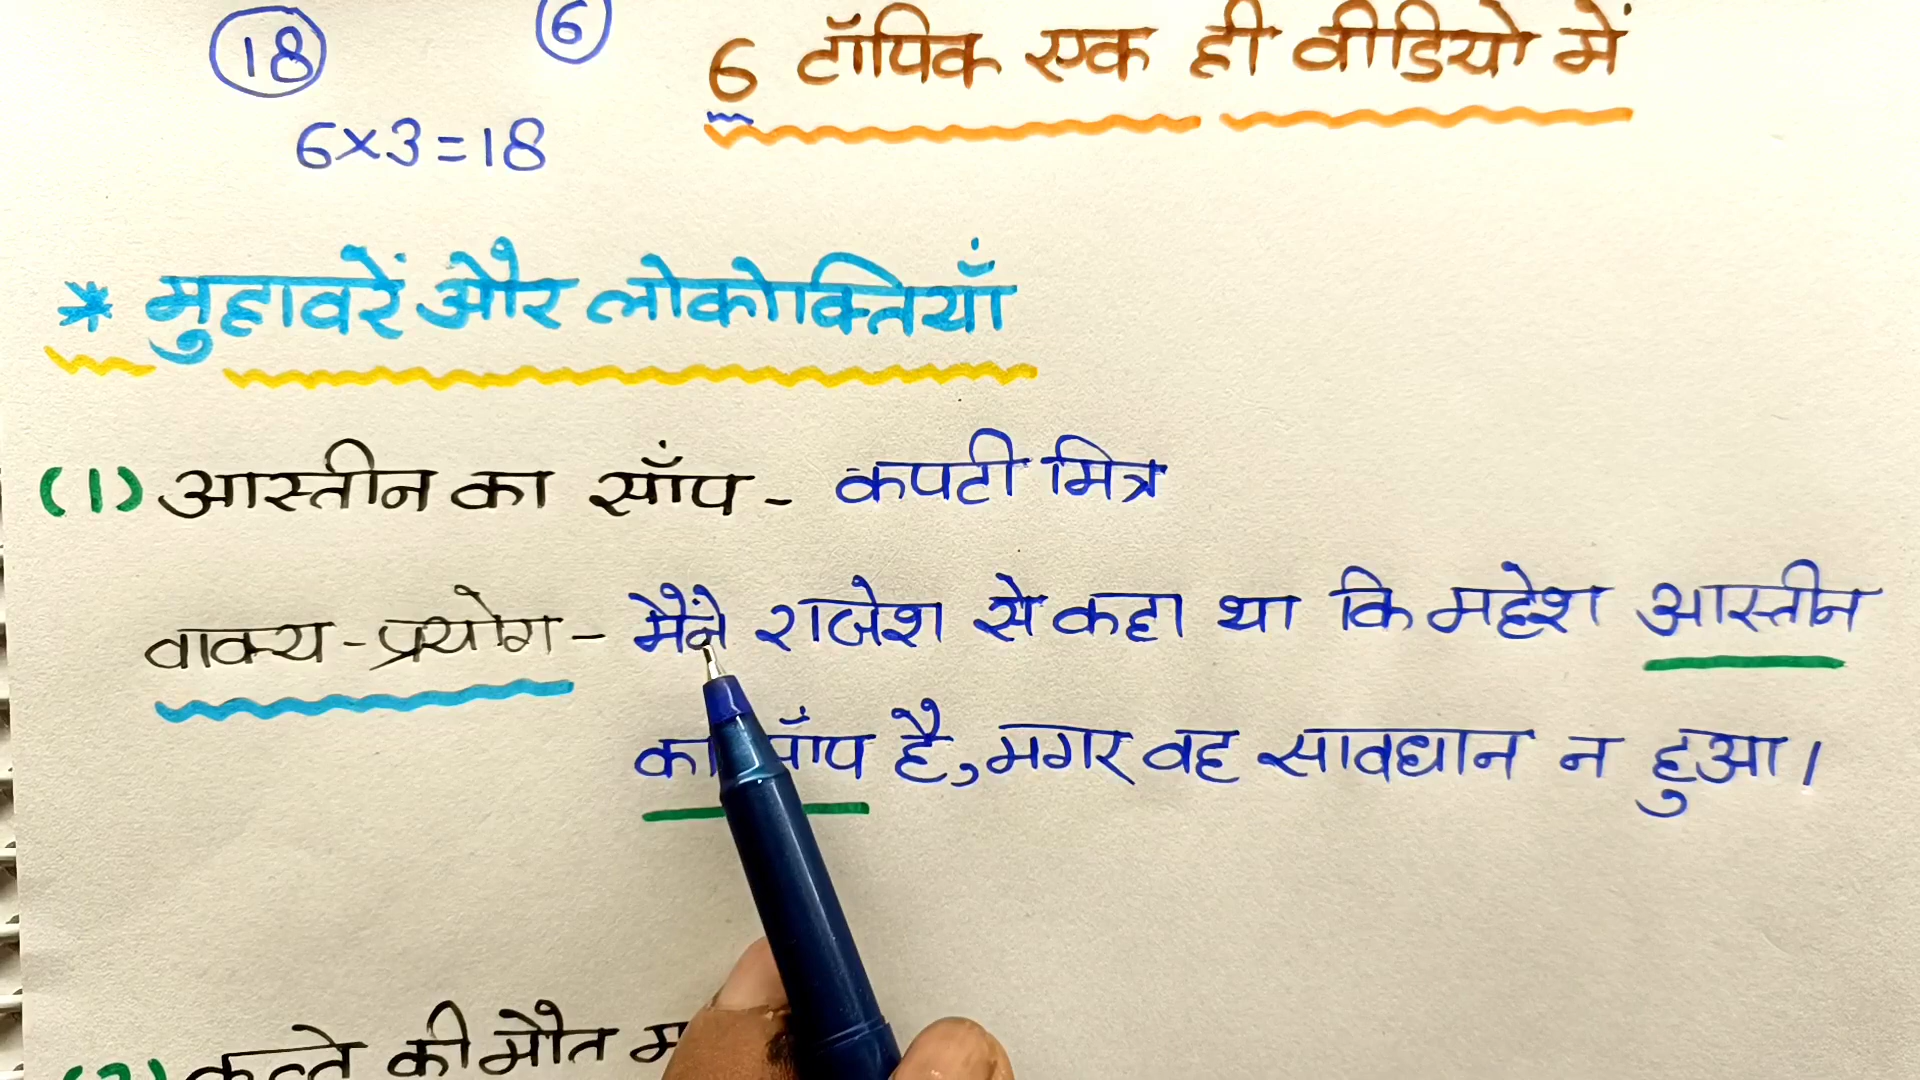 18 6 6 टॉपिक एक ही वीडियो में
6×3=18
* मुहावरें और लोकोक्तियाँ
(1) आस्तीन का साँप - कपटी मित्र
वाक्य-प्रयोग - मैंने राजेश से कहा था कि महेश आस्तीन
का साँप है, मगर वह सावधान न हुआ।
(2) कुत्ते की मौत